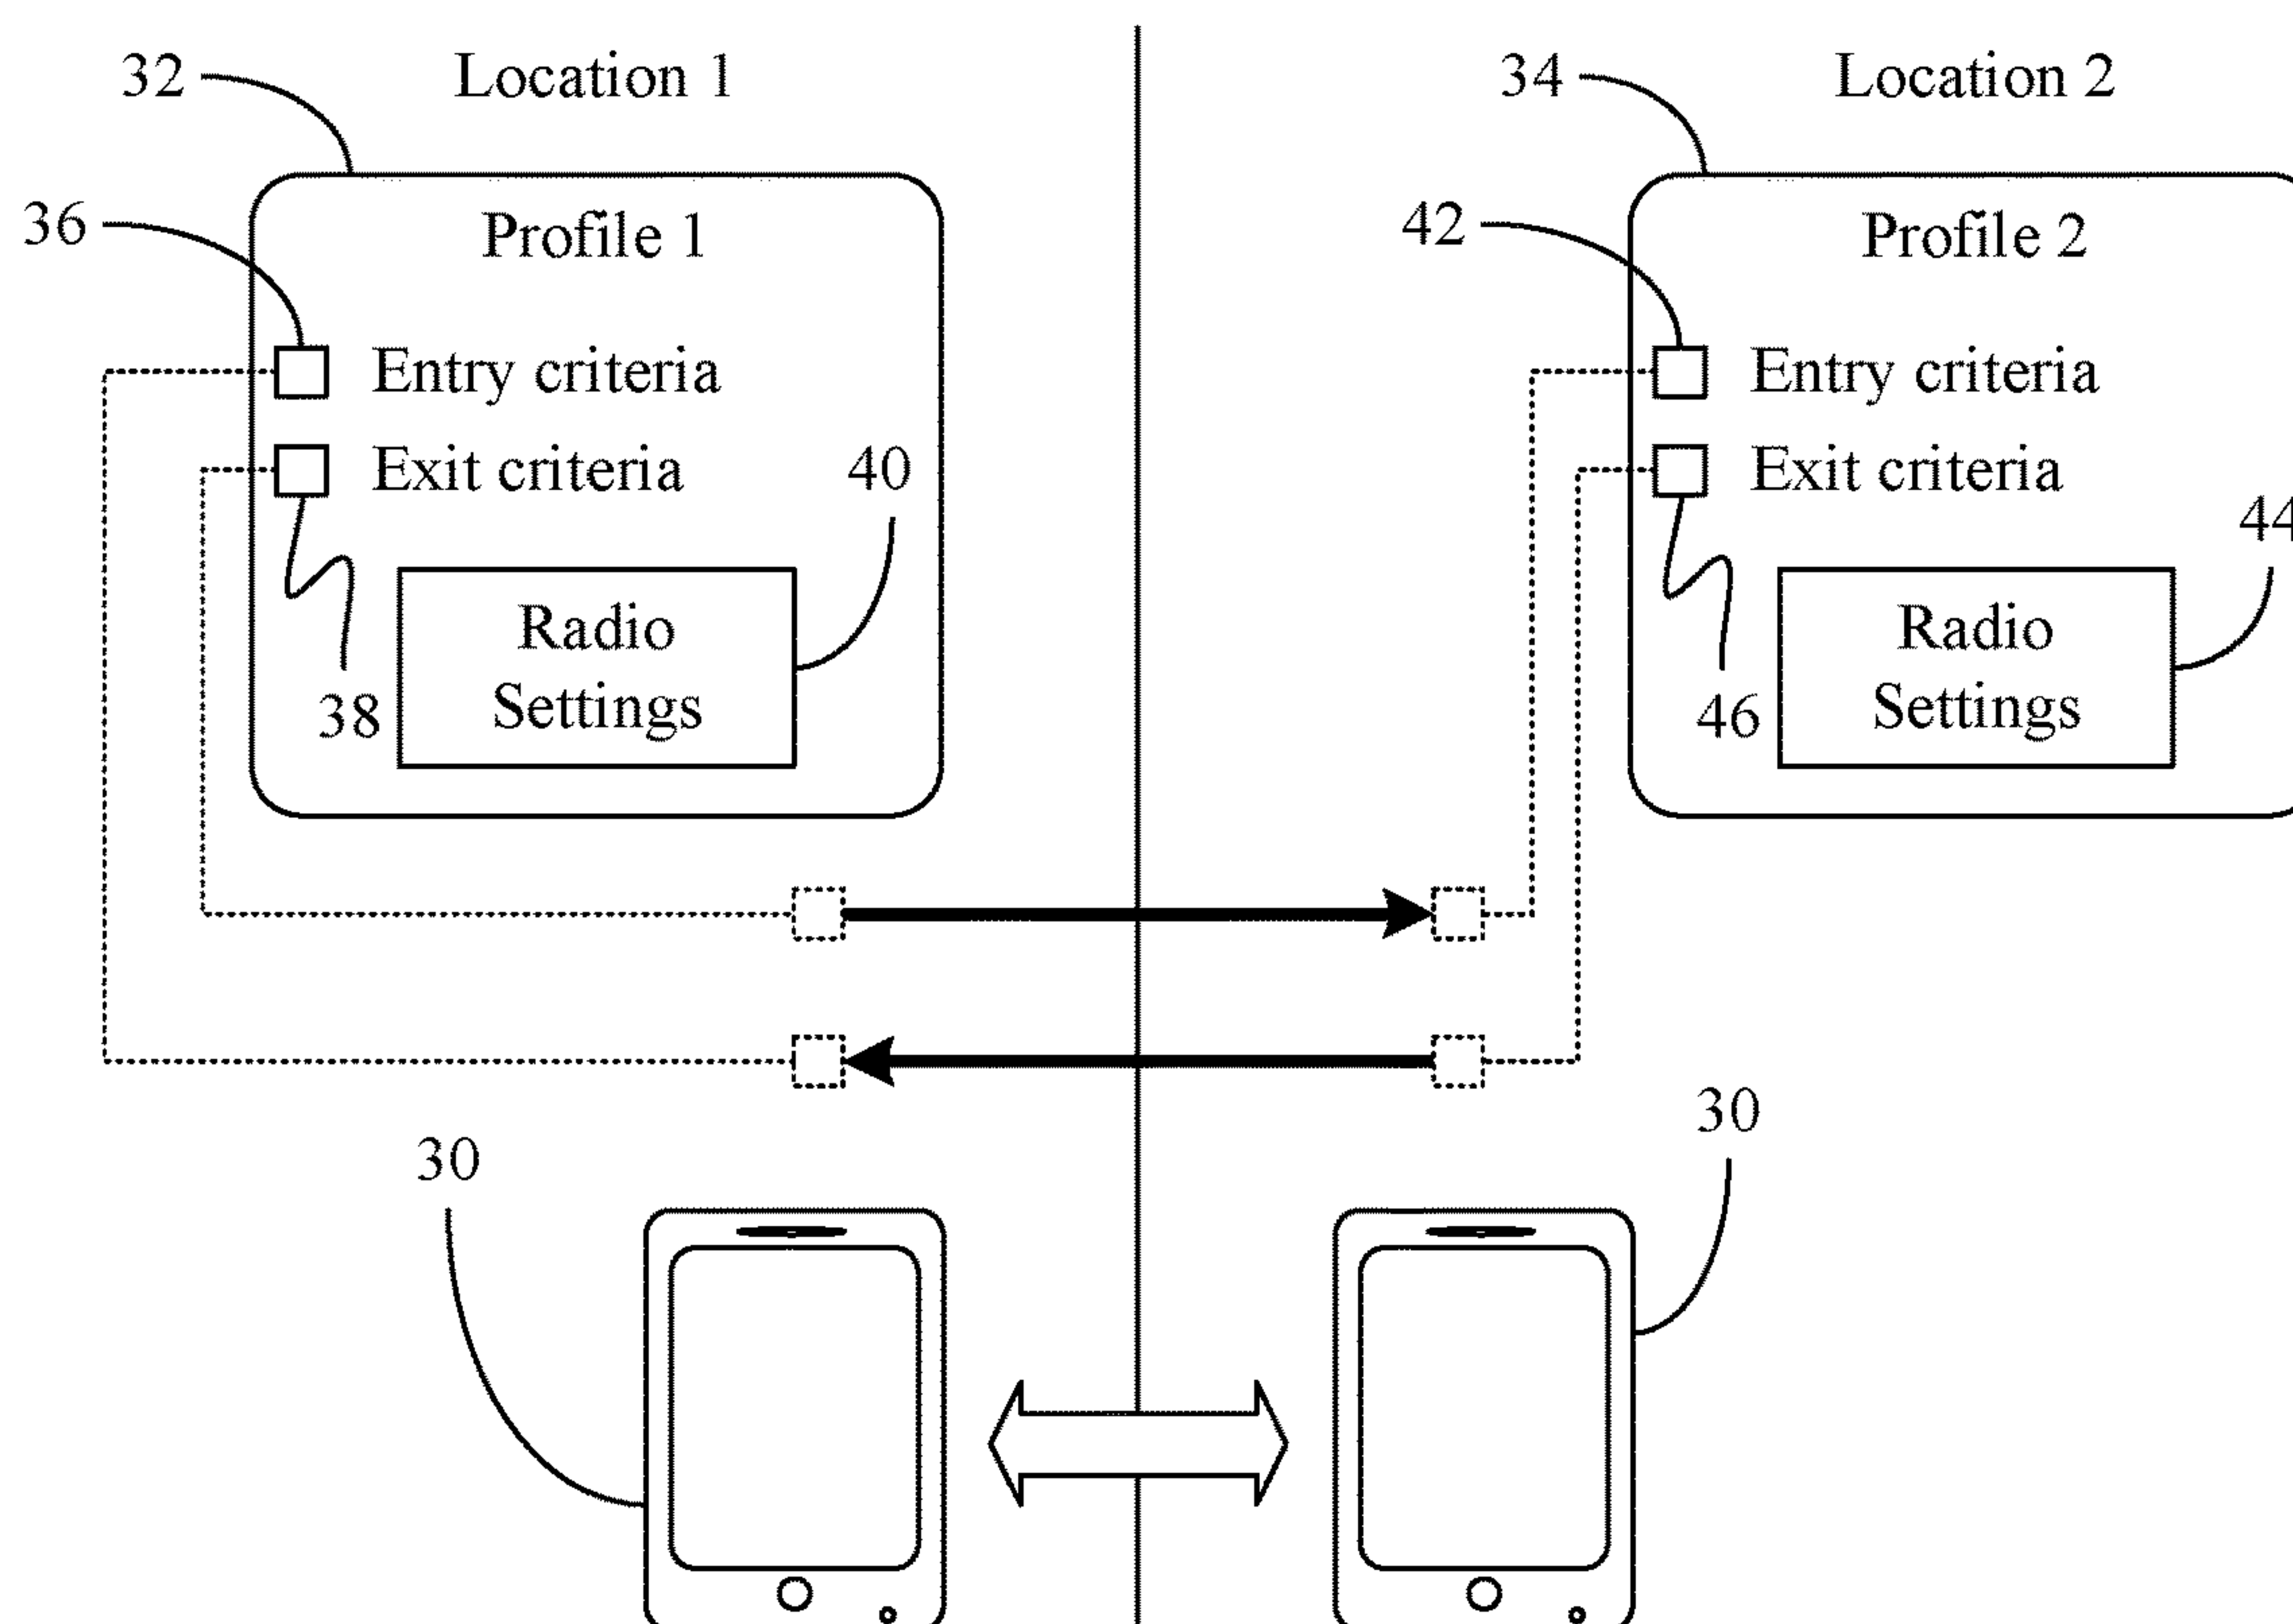 32
Location 1
34
Location 2
36
Profile 1
42
Profile 2
Entry criteria
Entry criteria
Exit criteria
40
Exit criteria
44
Radio
Settings
38
Radio
Settings
46
30
30